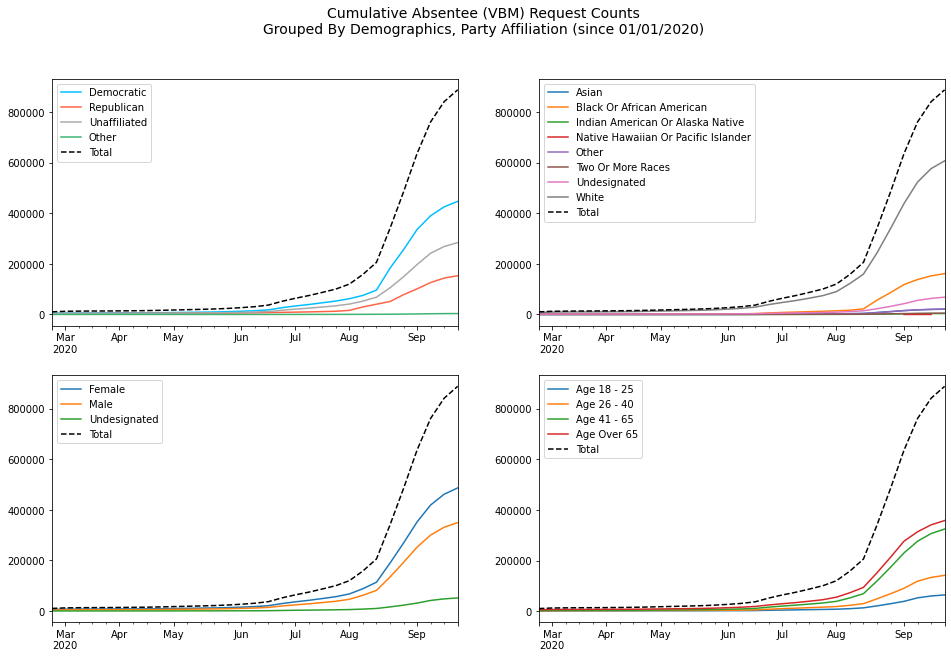 Cumulative Absentee (VBM) Request Counts
Grouped By Demographics, Party Affiliation (since 01/01/2020)
Democratic
Republican
Unaffiliated
Other
Total
800000
600000
400000
200000
0
Mar Apr May Jun Jul Aug Sep
2020
Asian
Black Or African American
Indian American Or Alaska Native
Native Hawaiian Or Pacific Islander
Other
Two Or More Races
Undesignated
White
Total
800000
600000
400000
200000
0
Mar Apr May Jun Jul Aug Sep
2020
Female
Male
Undesignated
Total
800000
600000
400000
200000
0
Mar Apr May Jun Jul Aug Sep
2020
Age 18 - 25
Age 26 - 40
Age 41 - 65
Age Over 65
Total
800000
600000
400000
200000
0
Mar Apr May Jun Jul Aug Sep
2020